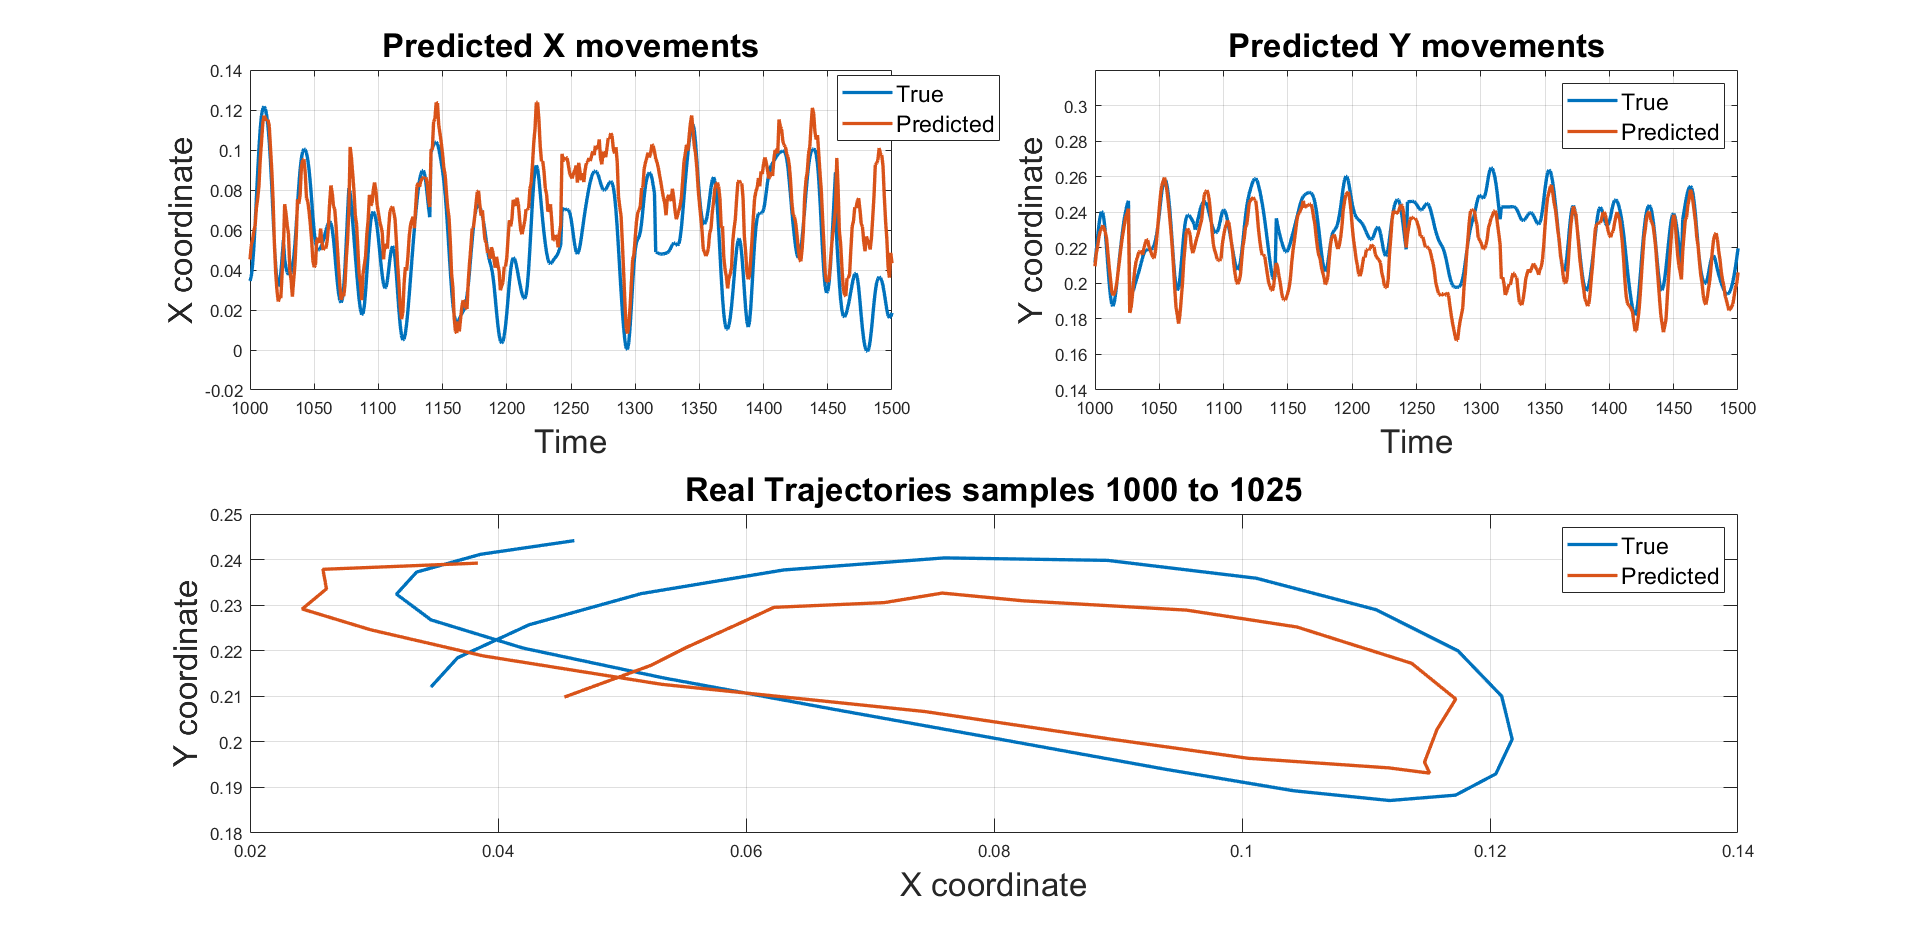 Predicted X movements
0.14
0.12
0.1
0.08
0.06
0.04
0.02
0
-0.02
X coordinate
1000 1050 1100 1150 1200 1250 1300 1350 1400 1450 1500
Time
True
Predicted
Predicted Y movements
0.3
0.28
0.26
0.24
0.22
0.2
0.18
0.16
0.14
Y coordinate
1000 1050 1100 1150 1200 1250 1300 1350 1400 1450 1500
Time
True
Predicted
Real Trajectories samples 1000 to 1025
0.25
0.24
0.23
0.22
0.21
0.2
0.19
0.18
Y coordinate
0.02 0.04 0.06 0.08 0.1 0.12 0.14
X coordinate
True
Predicted